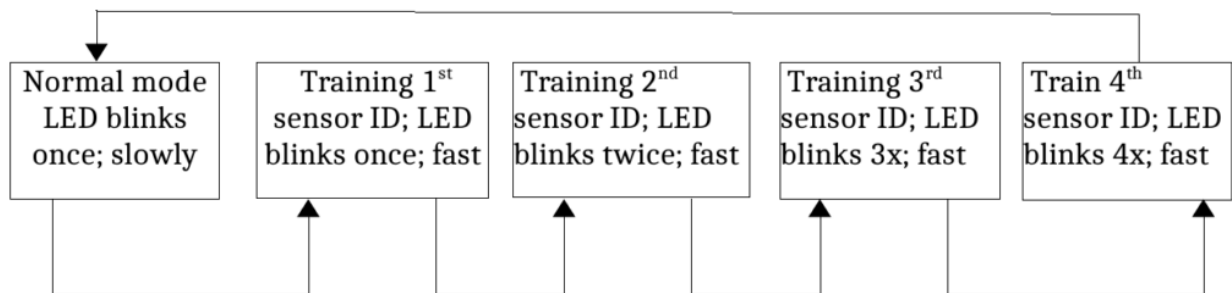 Normal mode
LED blinks
once; slowly
Training 1st
sensor ID; LED
blinks once; fast
Training 2nd
sensor ID; LED
blinks twice; fast
Training 3rd
sensor ID; LED
blinks 3x; fast
Train 4th
sensor ID; LED
blinks 4x; fast